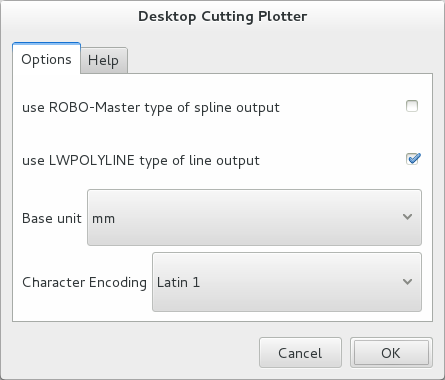 Desktop Cutting Plotter
Options Help
use ROBO-Master type of spline output
use LWPOLYLINE type of line output
Base unit mm
Character Encoding Latin 1
Cancel OK